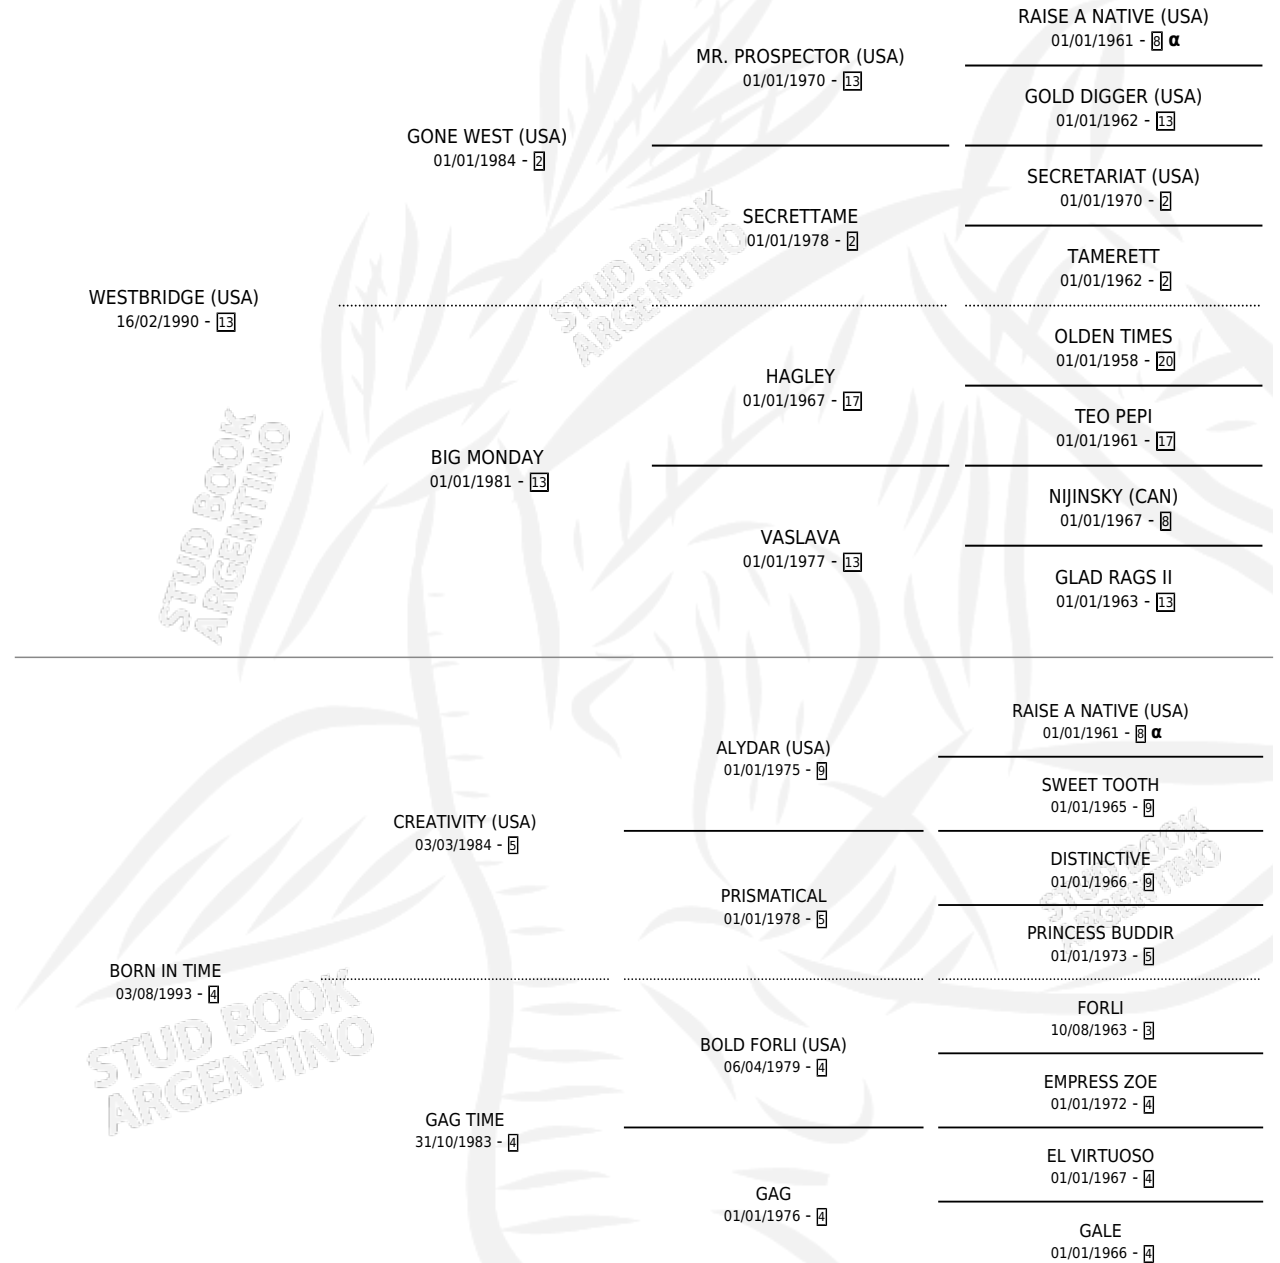 RAISE A NATIVE (USA)
01/01/1961 - 8 α
MR. PROSPECTOR (USA)
01/01/1970 - 13
GOLD DIGGER (USA)
01/01/1962 - 13
GONE WEST (USA)
01/01/1984 - 2
SECRETARIAT (USA)
01/01/1970 - 2
SECRETTAME
01/01/1978 - 2
TAMERETT
01/01/1962 - 2
WESTBRIDGE (USA)
16/02/1990 - 13
OLDEN TIMES
01/01/1958 - 20
HAGLEY
01/01/1967 - 17
TEO PEPI
01/01/1961 - 17
BIG MONDAY
01/01/1981 - 13
NIJINSKY (CAN)
01/01/1967 - 8
VASLAVA
01/01/1977 - 13
GLAD RAGS II
01/01/1963 - 13
RAISE A NATIVE (USA)
01/01/1961 - 8 α
ALYDAR (USA)
01/01/1975 - 9
SWEET TOOTH
01/01/1965 - 9
CREATIVITY (USA)
03/03/1984 - 5
DISTINCTIVE
01/01/1966 - 9
PRISMATICAL
01/01/1978 - 5
PRINCESS BUDDIR
01/01/1973 - 5
BORN IN TIME
03/08/1993 - 4
FORLI
10/08/1963 - 3
BOLD FORLI (USA)
06/04/1979 - 4
EMPRESS ZOE
01/01/1972 - 4
GAG TIME
31/10/1983 - 4
EL VIRTUOSO
01/01/1967 - 4
GAG
01/01/1976 - 4
GALE
01/01/1966 - 4
STUD BOOK
ARGENTINO
STUD BOOK
ARGENTINO
STUD BOOK
ARGENTINO
STUD BOOK
ARGENTINO